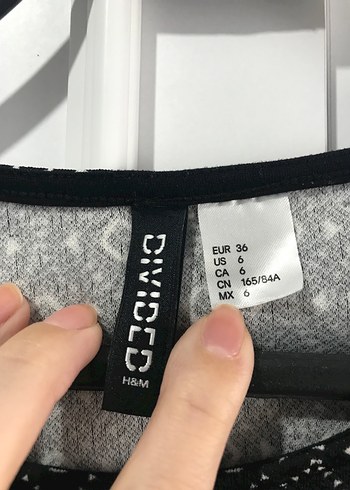 DIVIDED
H&M
EUR 36
US 6
CA 6
CN 165/84A
MX 6